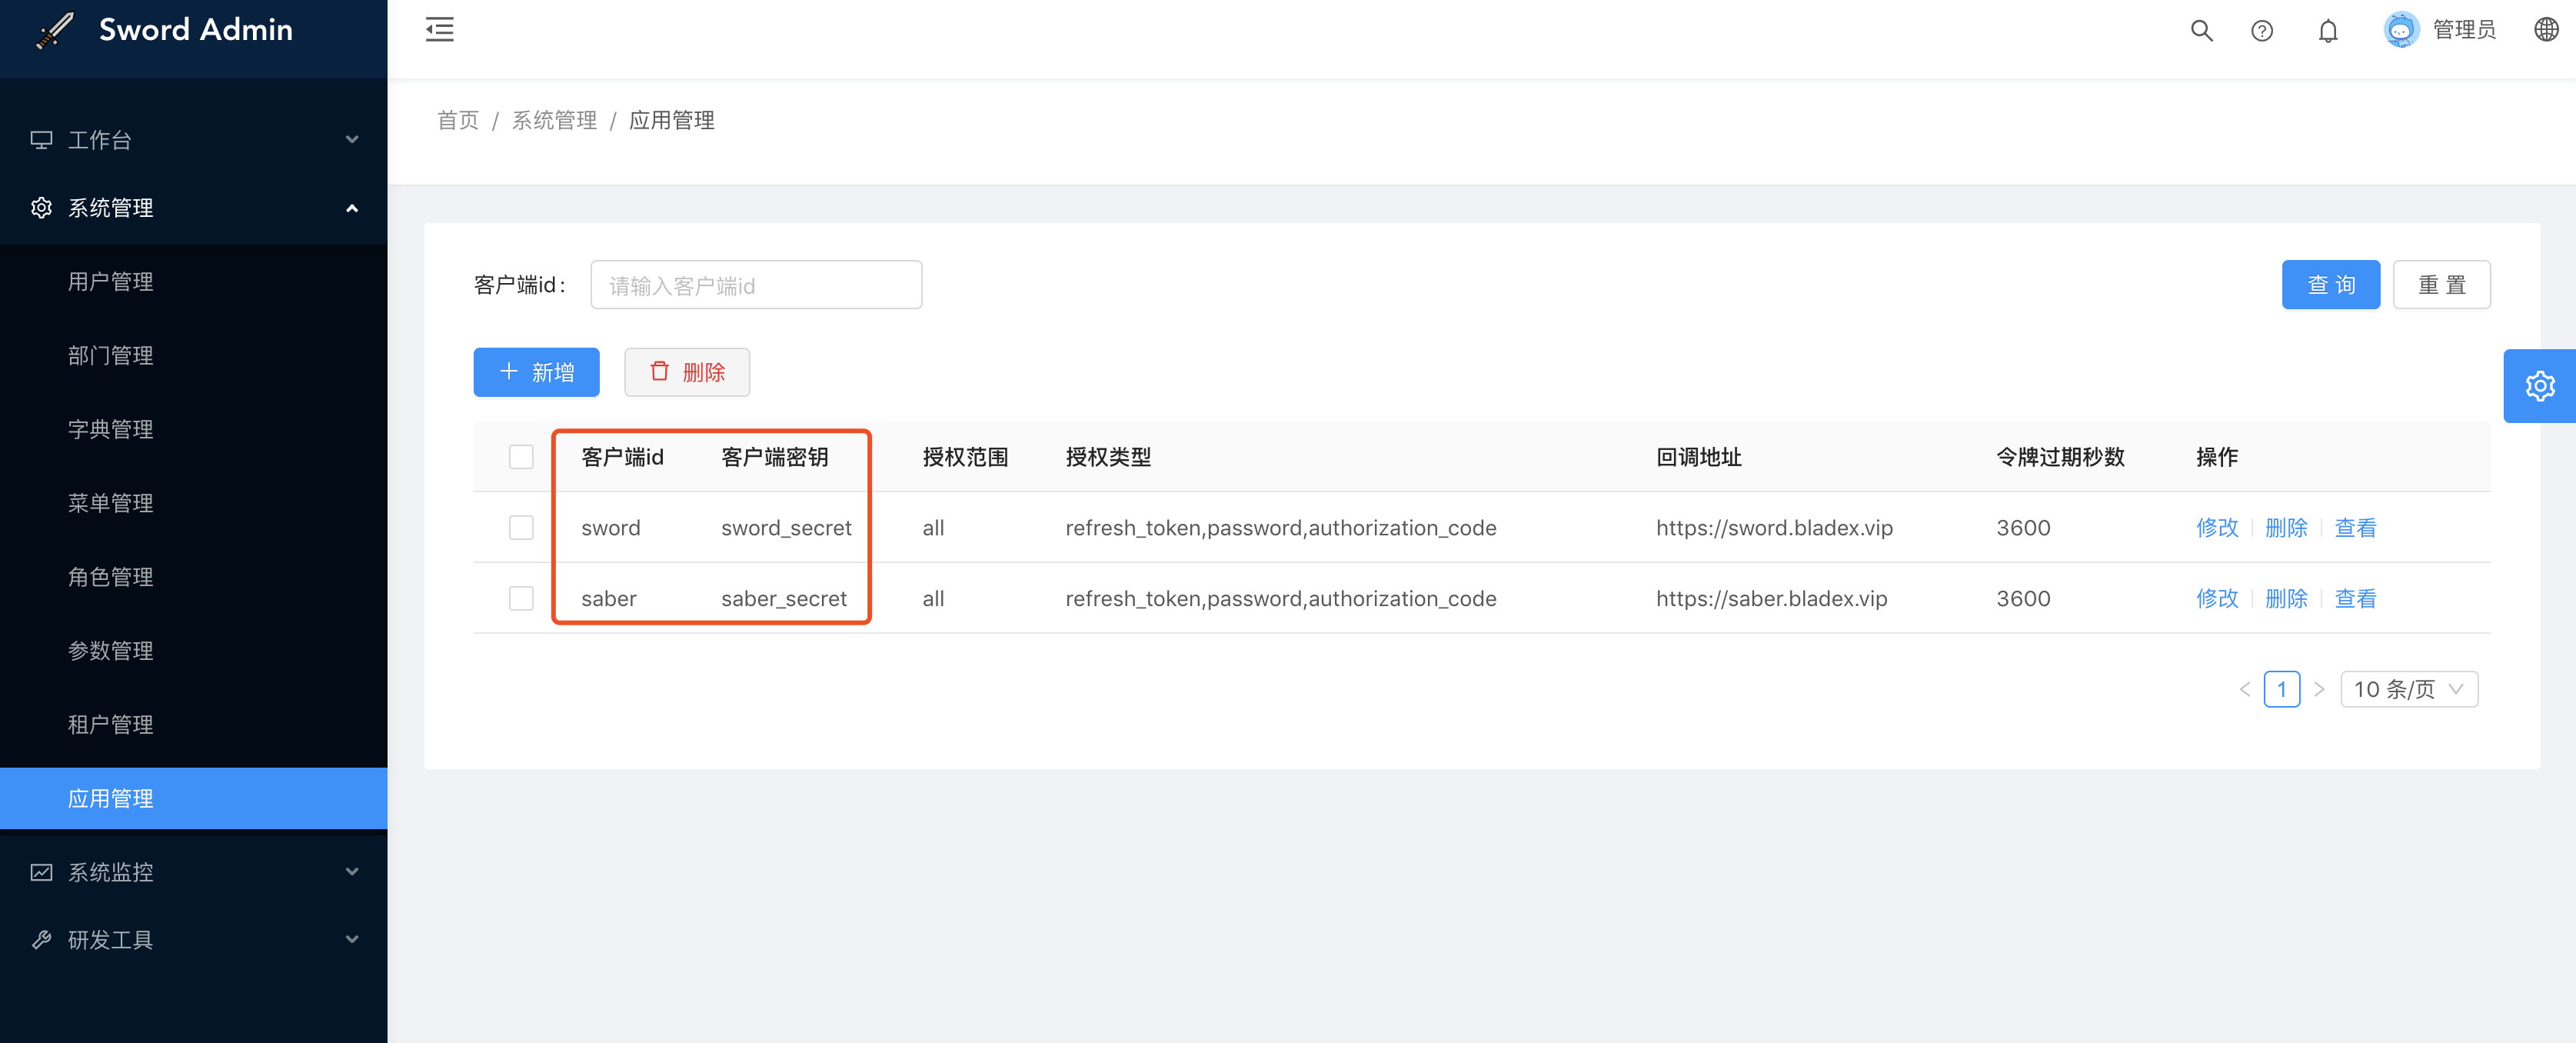 Sword Admin
管理员
工作台
系统管理
用户管理
部门管理
字典管理
菜单管理
角色管理
参数管理
租户管理
应用管理
系统监控
研发工具
首页 / 系统管理 / 应用管理
客户端id： 请输入客户端id 查 询 重 置
新增 删除
客户端id 客户端密钥 授权范围 授权类型 回调地址 令牌过期秒数 操作
sword sword_secret all refresh_token,password,authorization_code https://sword.bladex.vip 3600 修改 删除 查看
saber saber_secret all refresh_token,password,authorization_code https://saber.bladex.vip 3600 修改 删除 查看
1 10 条/页